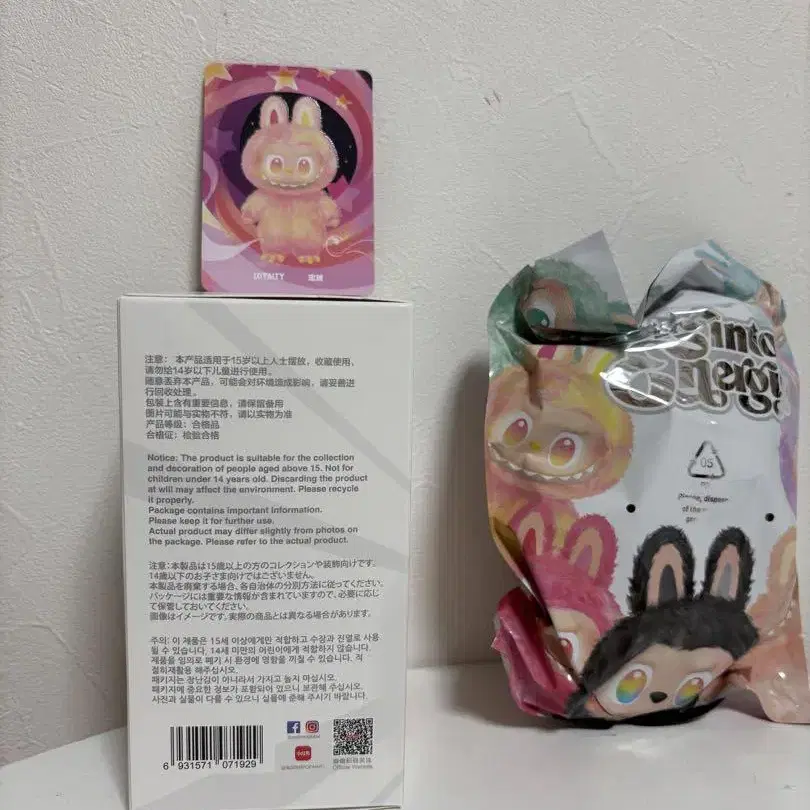 LOYALTY 忠誠
注意： 本产品适用于15岁以上人士摆放，收藏使用，
请勿给14岁以下儿童进行使用。
随意丢弃本产品，可能会对环境造成影响，请妥善进
行回收处理。
包装上含有重要信息，请保留备用
图片可能与实物不符，请以实物为准
产品等级：合格品
合格证：检验合格
Notice: The product is suitable for the collection
and decoration of people aged above 15. Not for
children under 14 years old. Discarding the product
at will may affect the environment. Please recycle
it properly.
Package contains important information.
Please keep it for further use.
Actual product may differ slightly from photos on
the package. Please refer to the actual product.
注意：本製品は15歳以上の方のコレクションや装飾向けです。
14歳以下のお子さま向けではございません。
本製品を廃棄する場合、各自治体の分別方法に従ってください。
パッケージには重要な情報が含まれていますので、必要に応じ
て保管しておいてください。
画像はイメージです。実際の商品とは異なる場合があります。
주의: 이 제품은 15세 이상에게만 적합하고 수장과 진열로 사용
될 수 있습니다. 14세 미만의 어린이에게 적합하지 않습니다.
제품을 임의로 폐기 시 환경에 영향을 끼칠 수 있습니다. 적
절히재활용 해주십시오.
패키지는 장난감이 아니라서 가지고 놀지 마십시오.
패키지에 중요한 정보가 포함되어 있으니 보관해 주십시오.
사진과 실물이 다를 수 있으니 실물에 준해 주시기 바랍니다.
小红书
Official Website
6 931571 071929
into
Energy
05
please, dispose
of the